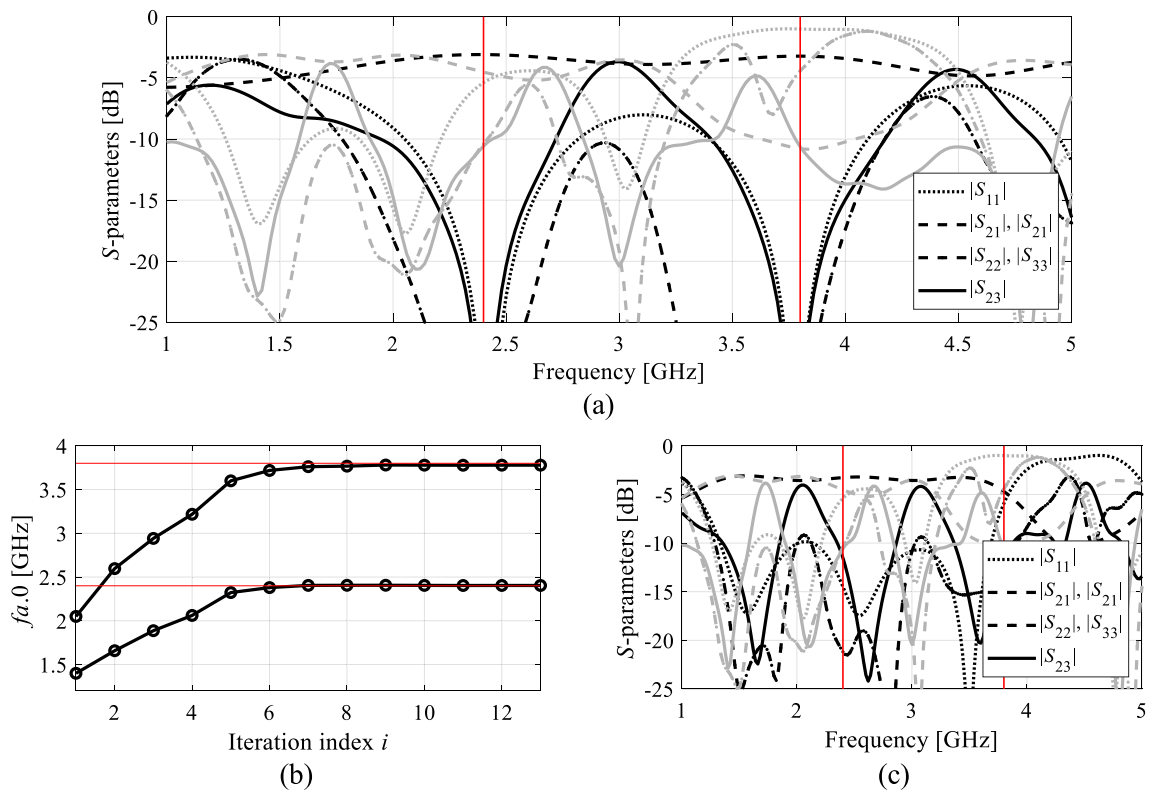 0
-5
-10
-15
-20
-25
S-parameters [dB]
|S11|
|S21|, |S21|
|S22|, |S33|
|S23|
1 1.5 2 2.5 3 3.5 4 4.5 5
Frequency [GHz]
(a)
4
3.5
3
2.5
2
1.5
fa.0 [GHz]
2 4 6 8 10 12
Iteration index i
(b)
0
-5
-10
-15
-20
-25
S-parameters [dB]
|S11|
|S21|, |S21|
|S22|, |S33|
|S23|
1 2 3 4 5
Frequency [GHz]
(c)